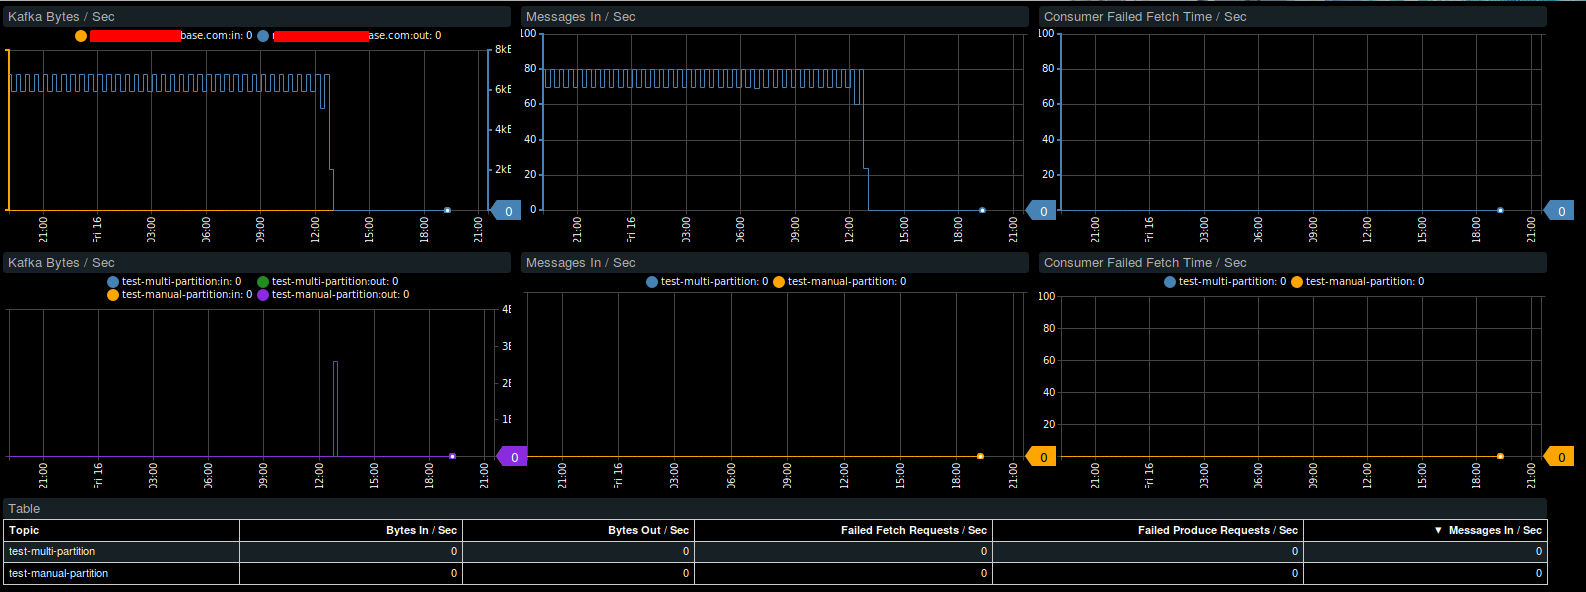 Kafka Bytes / Sec
base.com:in: 0 ase.com:out: 0
8kE
6kE
4kE
2kE
0
21:00 Fri 16 03:00 06:00 09:00 12:00 15:00 18:00 21:00
Messages In / Sec
100
80
60
40
20
0
0
21:00 Fri 16 03:00 06:00 09:00 12:00 15:00 18:00 21:00
Consumer Failed Fetch Time / Sec
100
80
60
40
20
0
21:00 Fri 16 03:00 06:00 09:00 12:00 15:00 18:00 21:00
Kafka Bytes / Sec
test-multi-partition:in: 0 test-multi-partition:out: 0
test-manual-partition:in: 0 test-manual-partition:out: 0
4E
3E
2E
1E
0
21:00 Fri 16 03:00 06:00 09:00 12:00 15:00 18:00 21:00
Messages In / Sec
test-multi-partition: 0 test-manual-partition: 0
0
21:00 Fri 16 03:00 06:00 09:00 12:00 15:00 18:00 21:00
Consumer Failed Fetch Time / Sec
test-multi-partition: 0 test-manual-partition: 0
100
80
60
40
20
0
21:00 Fri 16 03:00 06:00 09:00 12:00 15:00 18:00 21:00
Table
Topic Bytes In / Sec Bytes Out / Sec Failed Fetch Requests / Sec Failed Produce Requests / Sec ▼ Messages In / Sec
test-multi-partition 0 0 0 0 0
test-manual-partition 0 0 0 0 0